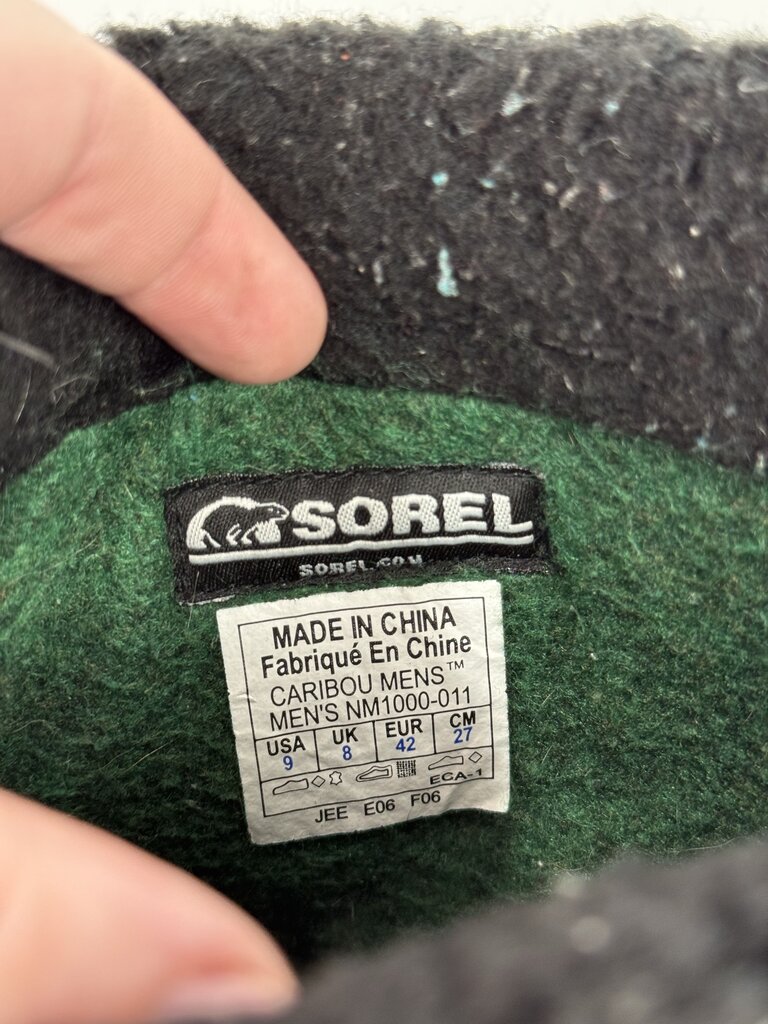 SOREL
SOREL.COM
MADE IN CHINA
Fabriqué En Chine
CARIBOU MENS™
MEN'S NM1000-011
USA UK EUR CM
9 8 42 27
ECA-1
JEE E06 F06